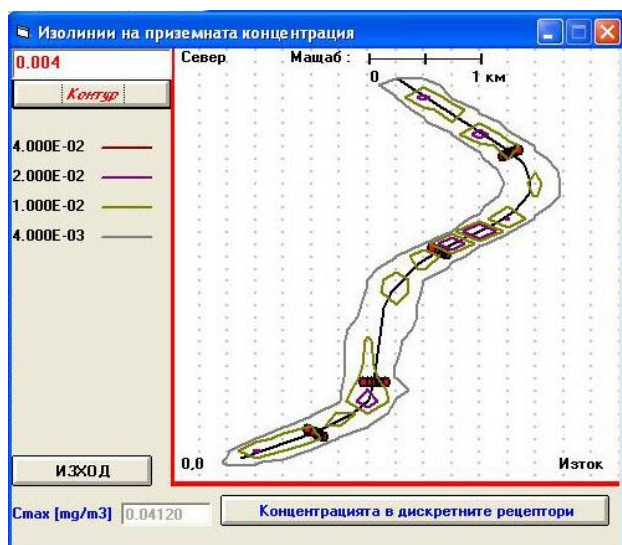 Изолинии на приземната концентрация
0.004
Контур
4.000E-02
2.000E-02
1.000E-02
4.000E-03
Север Мащаб :
0 1 км
0,0 Изток
ИЗХОД
Cmax [mg/m3] 0.04120
Концентрацията в дискретните рецептори